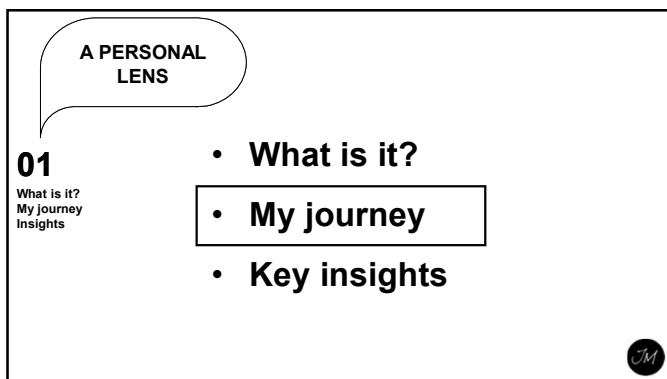 A PERSONAL
LENS
01
What is it?
My journey
Insights
• What is it?
• My journey
• Key insights
JM